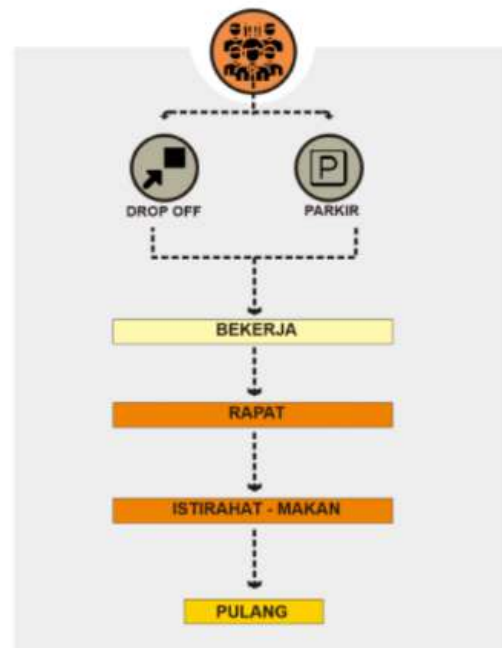 DROP OFF
P
PARKIR
BEKERJA
RAPAT
ISTIRAHAT - MAKAN
PULANG